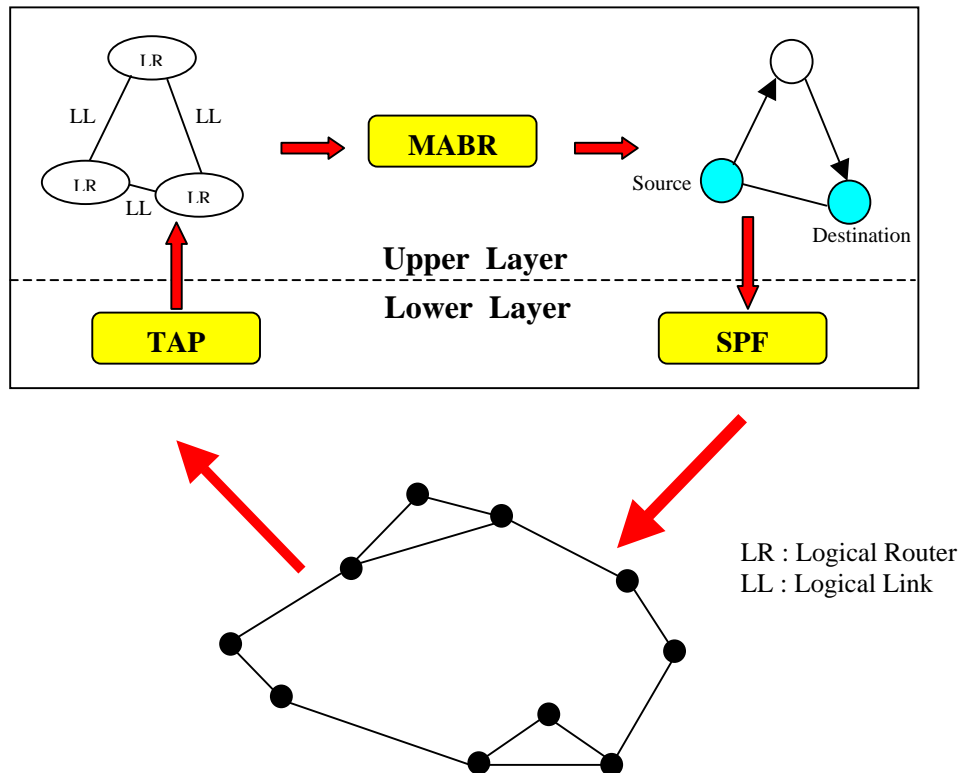 LR
LL
LL
LR
LL
LR
MABR
Source
Destination
Upper Layer
Lower Layer
TAP
SPF
LR : Logical Router
LL : Logical Link